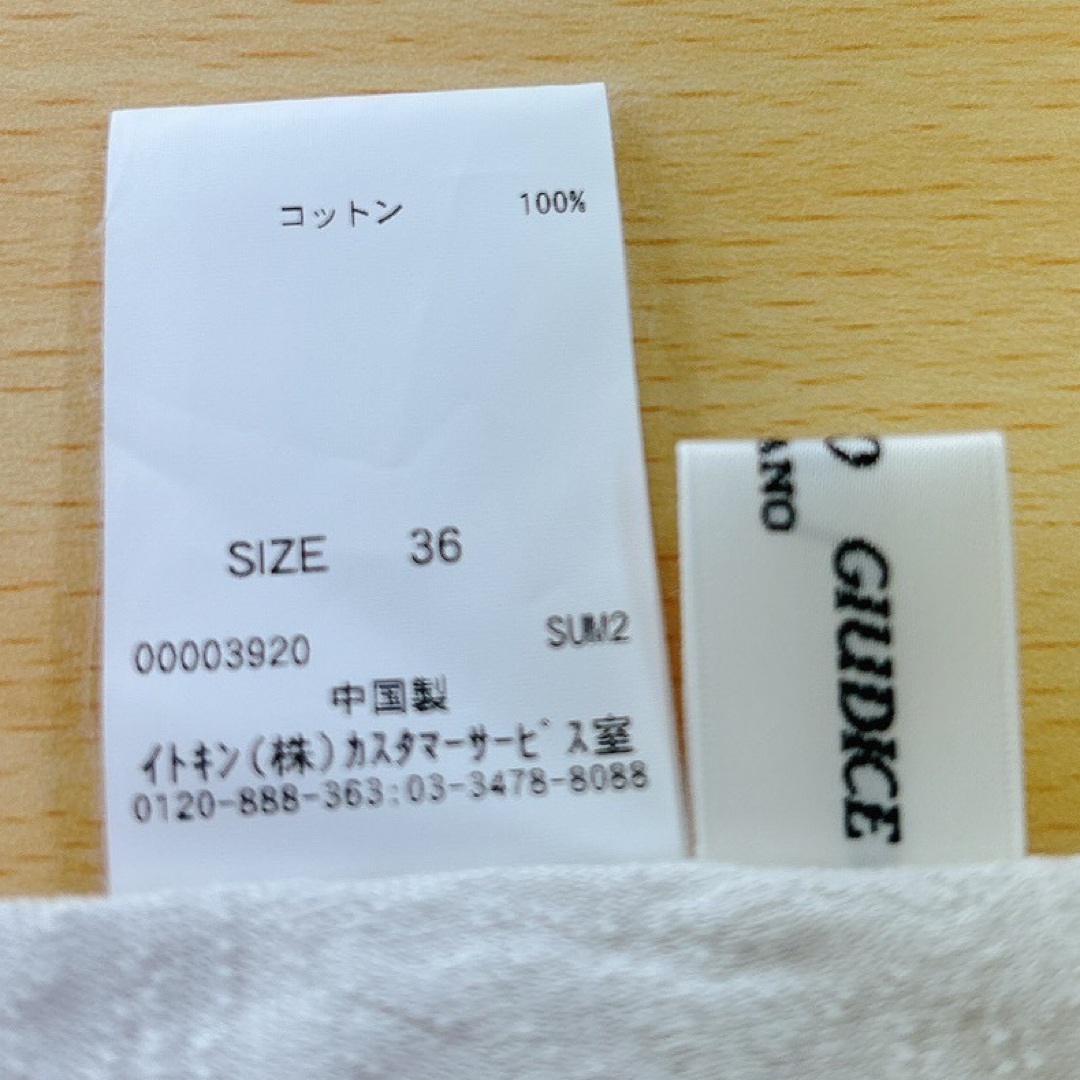 コットン 100%
SIZE 36
00003920 SUM2
中国製
イトキン(株)カスタマーサービス室
0120-888-363:03-3478-8088
GIUDICE